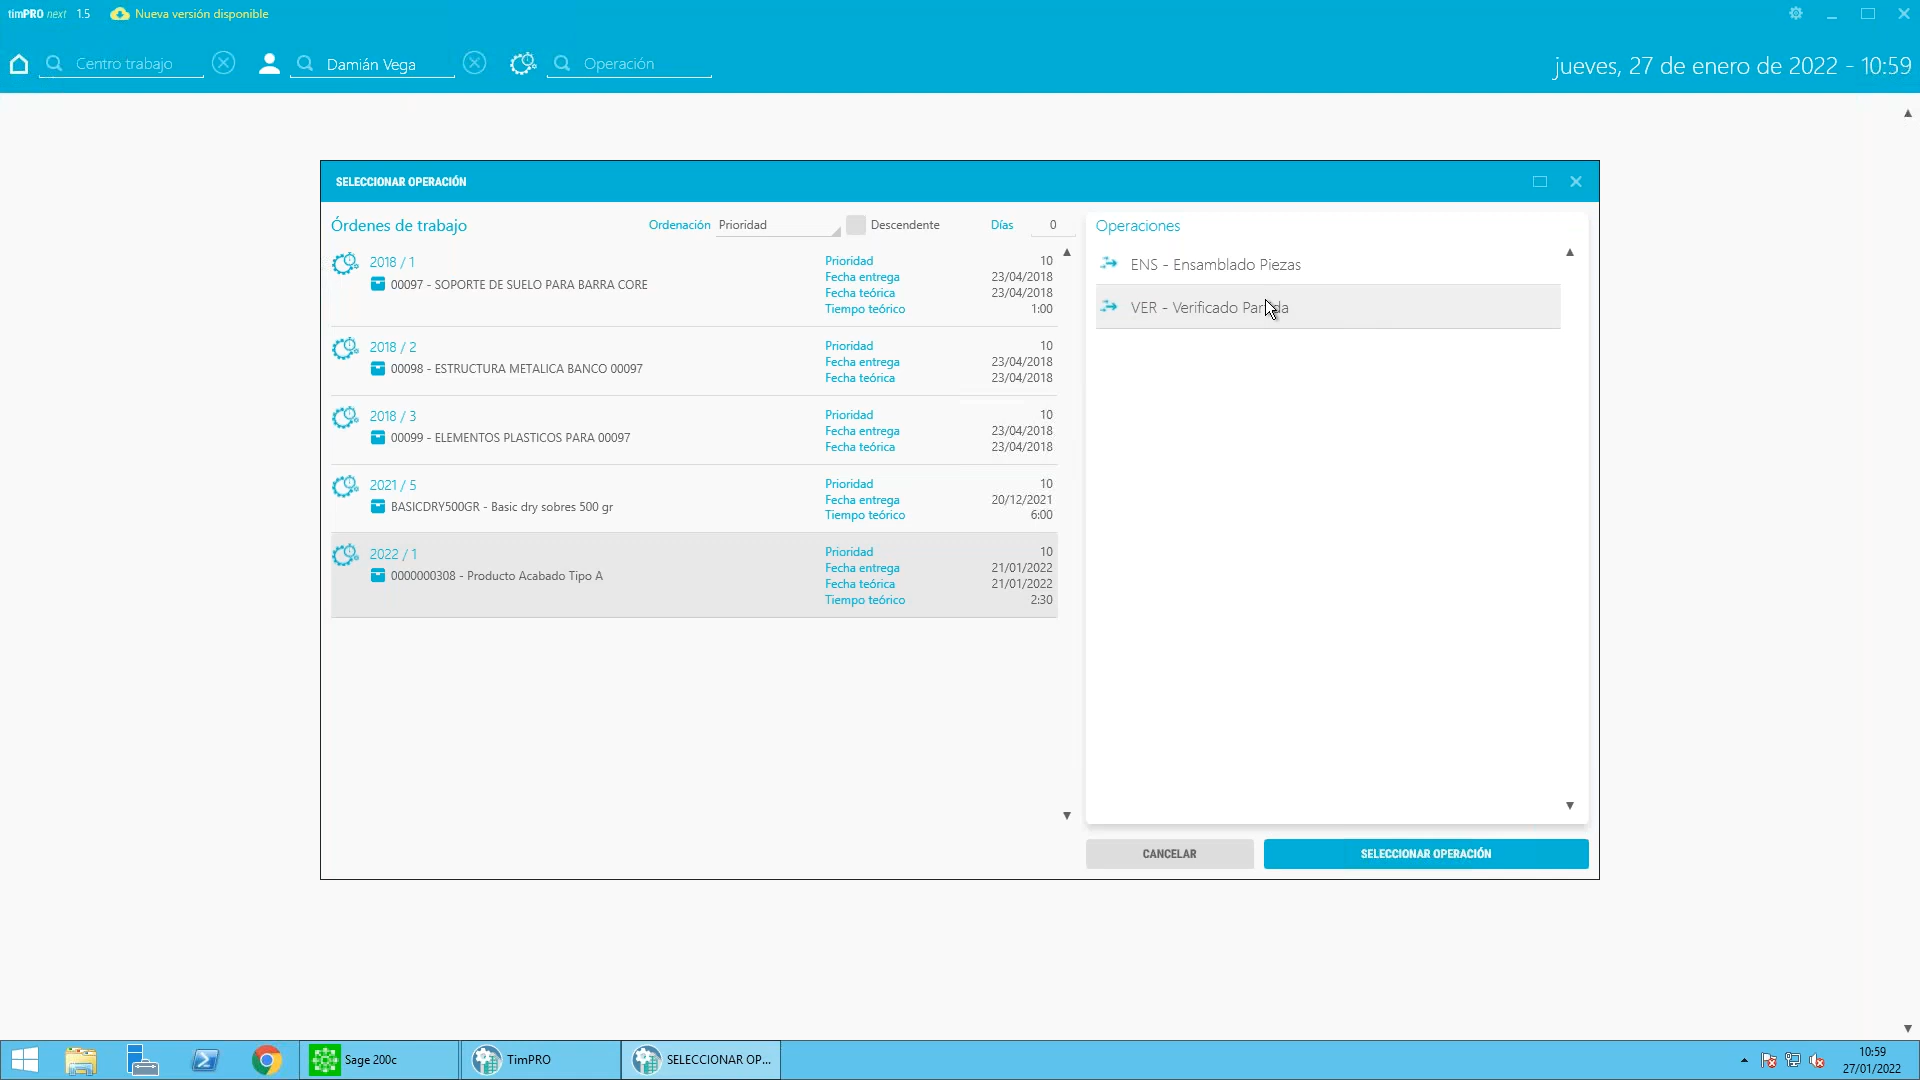 timPRO next 1.5 Nueva versión disponible
Centro trabajo Damián Vega Operación jueves, 27 de enero de 2022 - 10:59
SELECCIONAR OPERACIÓN
Órdenes de trabajo Ordenación Prioridad Descendente Días 0
2018 / 1
00097 - SOPORTE DE SUELO PARA BARRA CORE
Prioridad 10
Fecha entrega 23/04/2018
Fecha teórica 23/04/2018
Tiempo teórico 1:00
2018 / 2
00098 - ESTRUCTURA METALICA BANCO 00097
Prioridad 10
Fecha entrega 23/04/2018
Fecha teórica 23/04/2018
2018 / 3
00099 - ELEMENTOS PLASTICOS PARA 00097
Prioridad 10
Fecha entrega 23/04/2018
Fecha teórica 23/04/2018
2021 / 5
BASICDRY500GR - Basic dry sobres 500 gr
Prioridad 10
Fecha entrega 20/12/2021
Tiempo teórico 6:00
2022 / 1
0000000308 - Producto Acabado Tipo A
Prioridad 10
Fecha entrega 21/01/2022
Fecha teórica 21/01/2022
Tiempo teórico 2:30
Operaciones
ENS - Ensamblado Piezas
VER - Verificado
CANCELAR SELECCIONAR OPERACIÓN
Sage 200c TimPRO SELECCIONAR OP...
10:59
27/01/2022